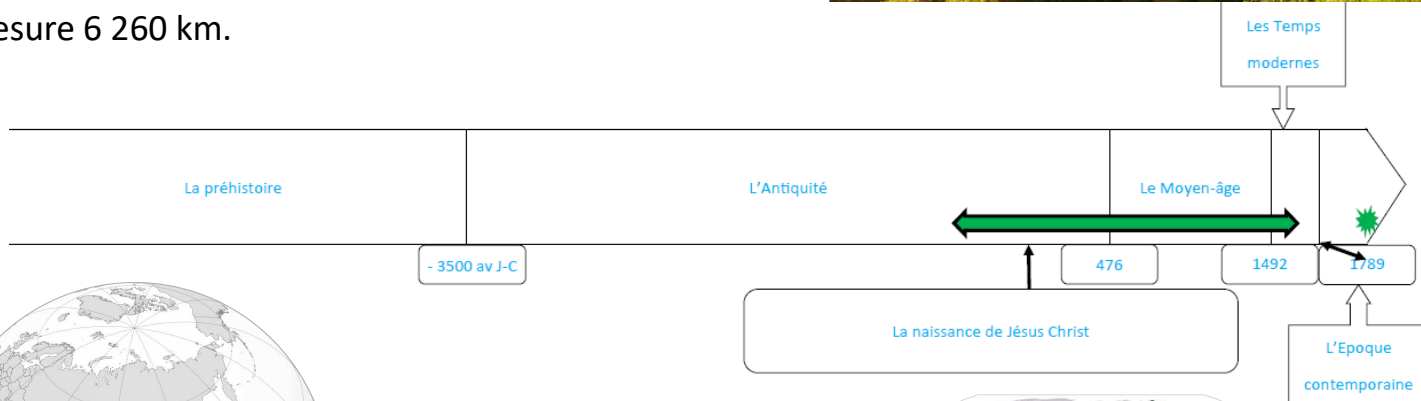 esure 6 260 km.
Les Temps
modernes
La préhistoire
L'Antiquité
Le Moyen-âge
- 3500 av J-C
476
1492
1789
La naissance de Jésus Christ
L'Epoque
contemporaine